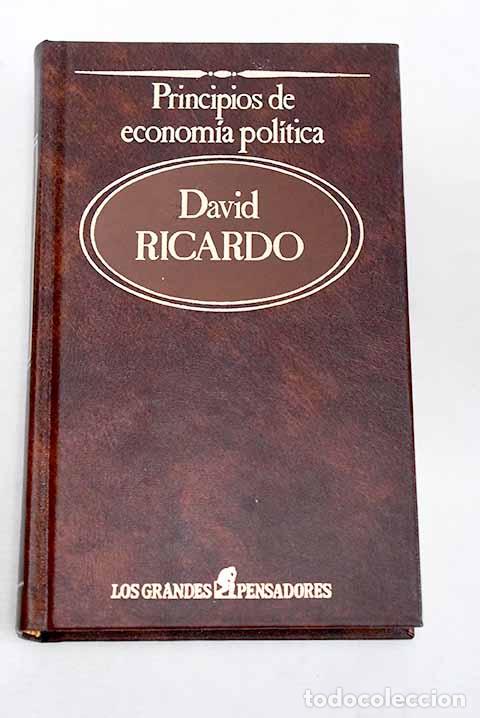 Principios de
economía política
David
RICARDO
LOS GRANDES PENSADORES
todocoleccion